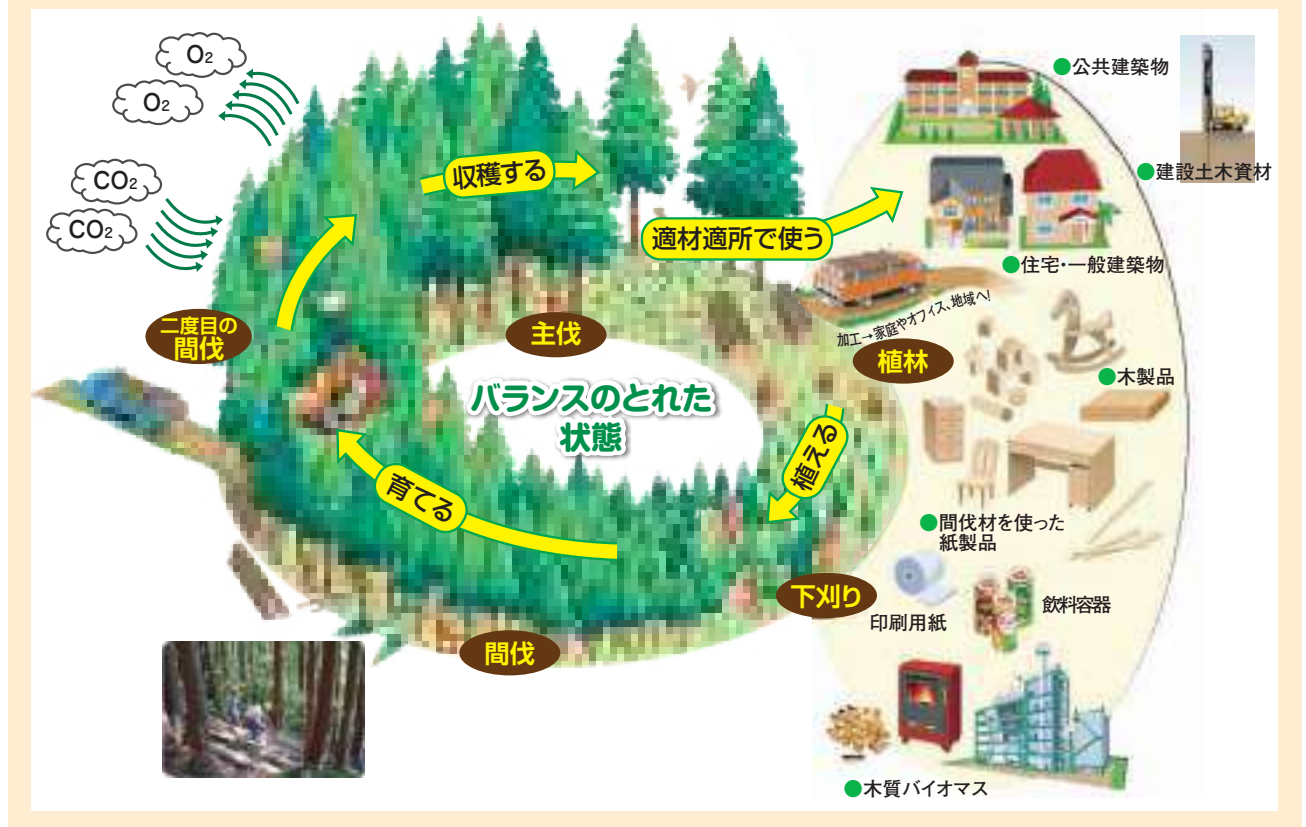 O₂
O₂
CO₂
CO₂
収穫する
適材適所で使う
二度目の
間伐
主伐
バランスのとれた
状態
植林
植える
育てる
下刈り
間伐
加工→家庭やオフィス、地域へ!
●公共建築物
●建設土木資材
●住宅・一般建築物
●木製品
●間伐材を使った
紙製品
印刷用紙
飲料容器
●木質バイオマス